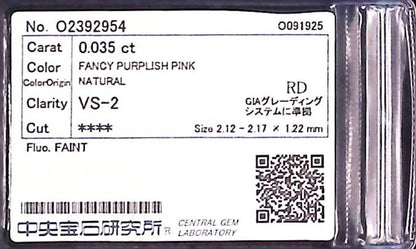 No. O2392954 O091925
Carat 0.035 ct
Color FANCY PURPLISH PINK
ColorOrigin NATURAL
RD
Clarity VS-2
GIAグレーディング
システムに準拠
Cut ****
Size 2.12 - 2.17 × 1.22 mm
Fluo. FAINT
中央宝石研究所® CENTRAL GEM
LABORATORY